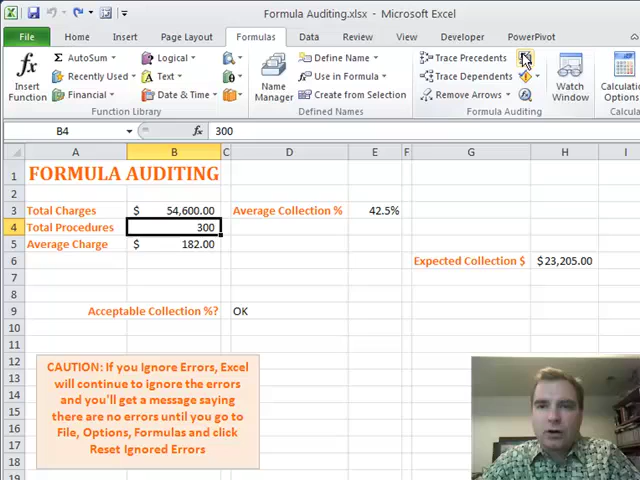 Formula Auditing.xlsx - Microsoft Excel
File Home Insert Page Layout Formulas Data Review View Developer PowerPivot
fx Σ AutoSum Logical Define Name Trace Precedents
Recently Used Text Use in Formula Trace Dependents
Financial Date & Time Create from Selection Remove Arrows
Insert Function
Name Manager
Watch Window
Calculation Options
Function Library Defined Names Formula Auditing
B4 fx 300
A B C D E F G H I
1 FORMULA AUDITING
2
3 Total Charges $ 54,600.00 Average Collection % 42.5%
4 Total Procedures 300
5 Average Charge $ 182.00
6 Expected Collection $ $23,205.00
7
8
9 Acceptable Collection %? OK
10
11
12
13
14
15
16
17
18
CAUTION: If you Ignore Errors, Excel
will continue to ignore the errors
and you'll get a message saying
there are no errors until you go to
File, Options, Formulas and click
Reset Ignored Errors